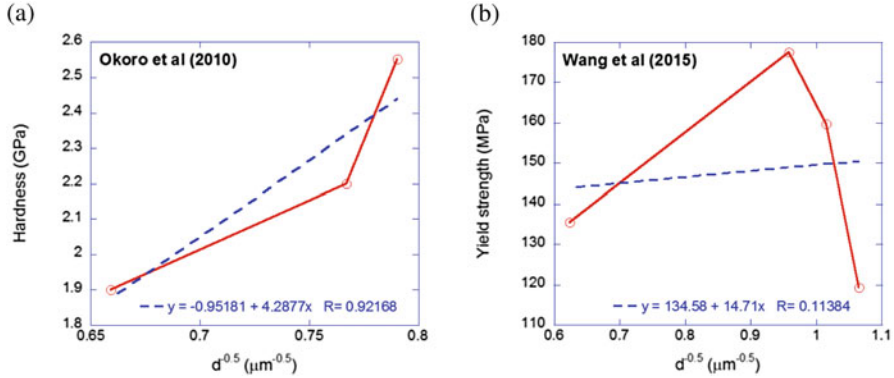 (a)
Okoro et al (2010)
2.6
2.5
2.4
2.3
2.2
2.1
2
1.9
1.8
Hardness (GPa)
y = -0.95181 + 4.2877x R= 0.92168
0.65
0.7
0.75
0.8
d^-0.5 (μm^-0.5)
(b)
Wang et al (2015)
180
170
160
150
140
130
120
110
Yield strength (MPa)
y = 134.58 + 14.71x R= 0.11384
0.6
0.7
0.8
0.9
1
1.1
d^-0.5 (μm^-0.5)